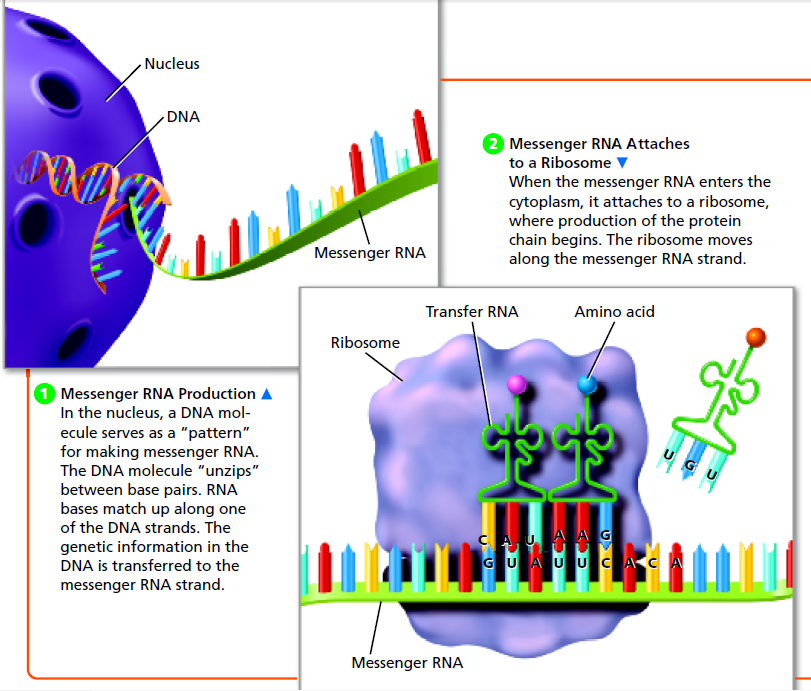 Nucleus
DNA
Messenger RNA
1 Messenger RNA Production ▲
In the nucleus, a DNA mol-
ecule serves as a “pattern”
for making messenger RNA.
The DNA molecule “unzips”
between base pairs. RNA
bases match up along one
of the DNA strands. The
genetic information in the
DNA is transferred to the
messenger RNA strand.
2 Messenger RNA Attaches
to a Ribosome ▼
When the messenger RNA enters the
cytoplasm, it attaches to a ribosome,
where production of the protein
chain begins. The ribosome moves
along the messenger RNA strand.
Transfer RNA
Amino acid
Ribosome
U G U
C A U A A G
G U A U U C A C A
Messenger RNA